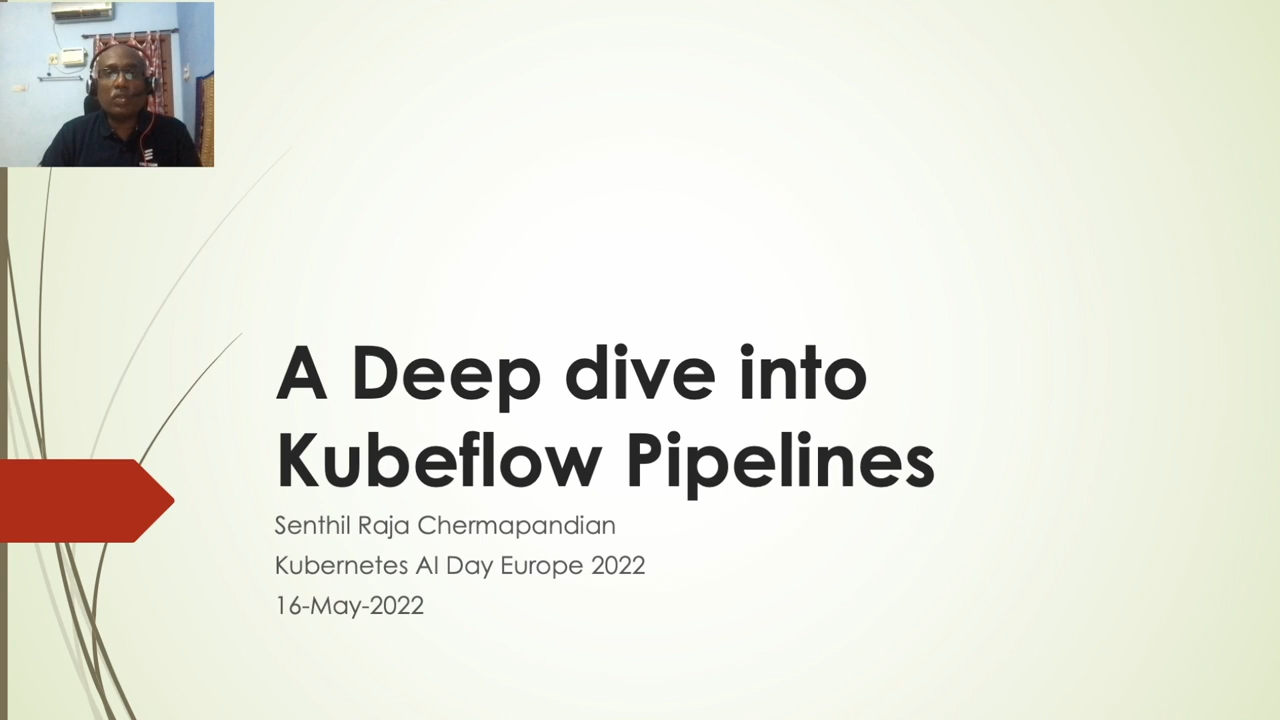 A Deep dive into
Kubeflow Pipelines
Senthil Raja Chermapandian
Kubernetes AI Day Europe 2022
16-May-2022